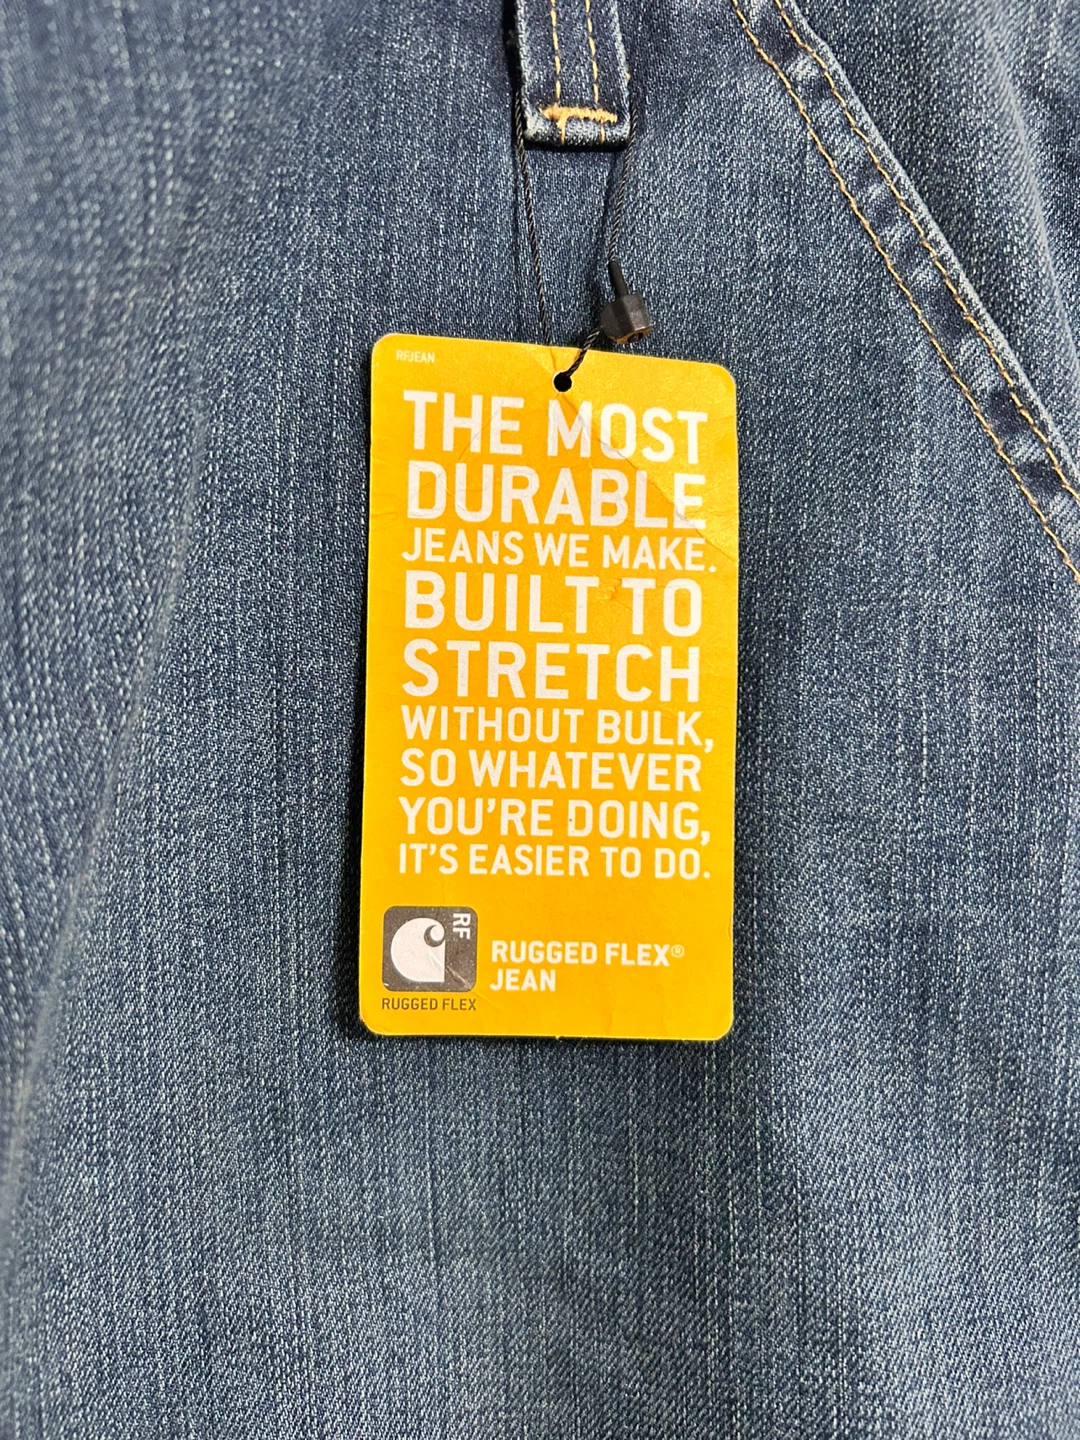 RFJEAN
THE MOST
DURABLE
JEANS WE MAKE.
BUILT TO
STRETCH
WITHOUT BULK,
SO WHATEVER
YOU'RE DOING,
IT'S EASIER TO DO.
RF
RUGGED FLEX
RUGGED FLEX®
JEAN